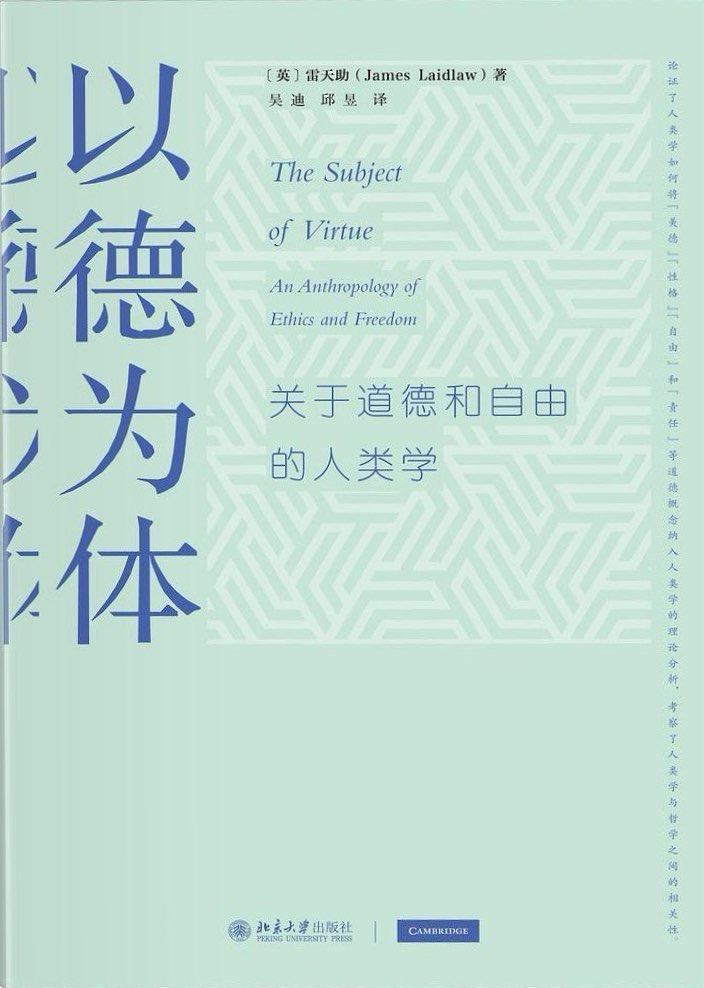 以德为体
〔英〕雷天助（James Laidlaw）著
吴迪 邱昱 译
The Subject
of Virtue
An Anthropology of
Ethics and Freedom
关于道德和自由
的人类学
论证了人类学如何将「美德」「性格」「自由」和「责任」等道德概念纳入人类学的理论分析，考察了人类学与哲学之间的相关性。
北京大学出版社
PEKING UNIVERSITY PRESS
CAMBRIDGE